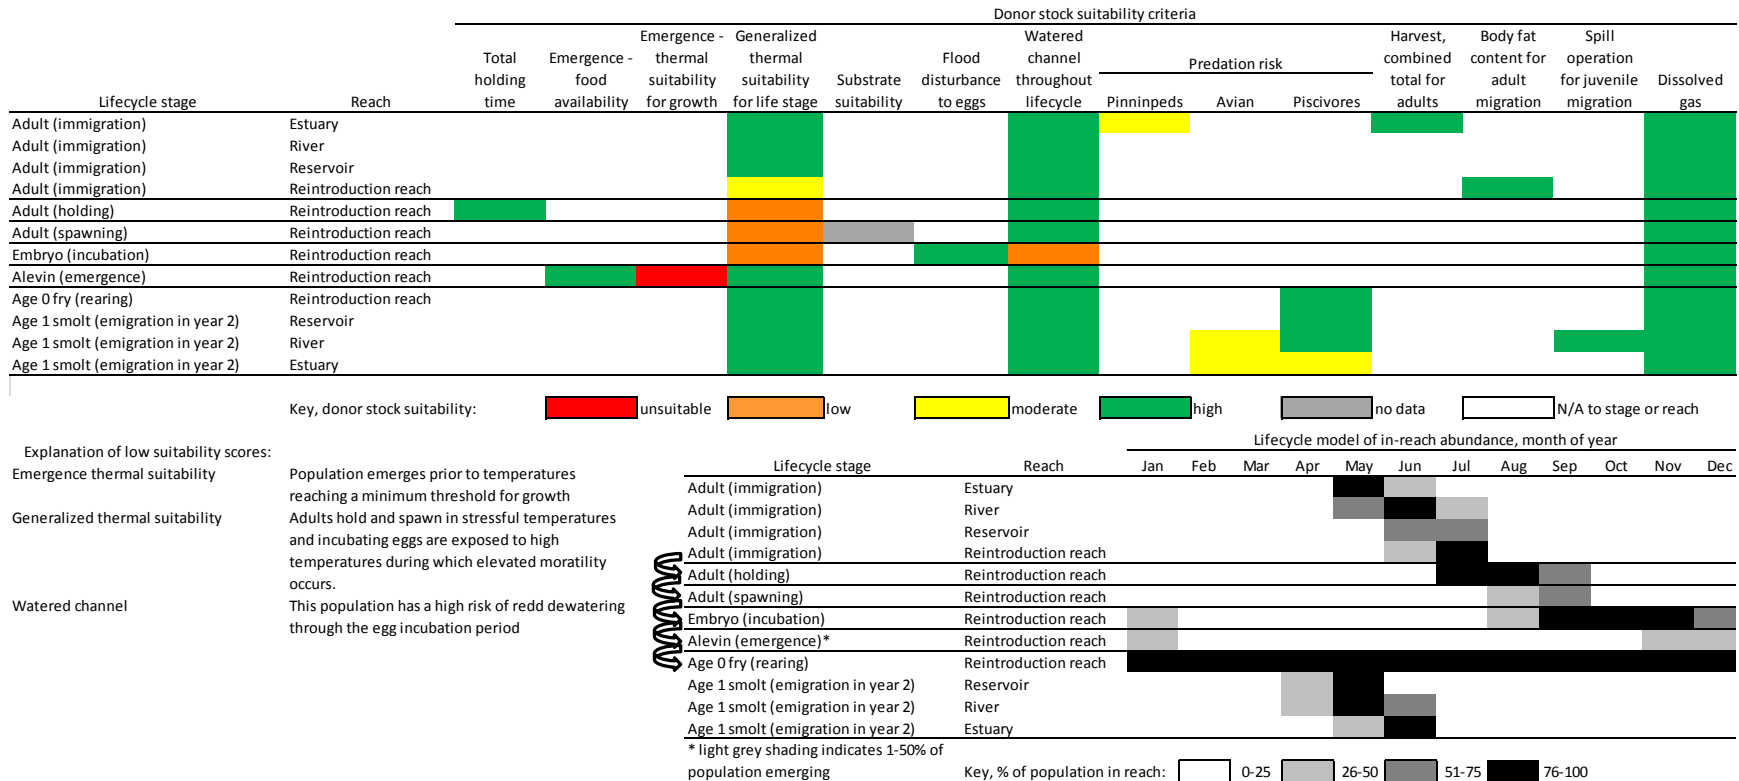 Donor stock suitability criteria
Emergence - Generalized Watered Harvest, Body fat Spill
Total Emergence - thermal thermal Flood channel Predation risk combined content for operation
holding food suitability suitability Substrate disturbance throughout total for adult for juvenile Dissolved
Lifecycle stage Reach time availability for growth for life stage suitability to eggs lifecycle Pinninpeds Avian Piscivores adults migration migration gas
Adult (immigration) Estuary
Adult (immigration) River
Adult (immigration) Reservoir
Adult (immigration) Reintroduction reach
Adult (holding) Reintroduction reach
Adult (spawning) Reintroduction reach
Embryo (incubation) Reintroduction reach
Alevin (emergence) Reintroduction reach
Age 0 fry (rearing) Reintroduction reach
Age 1 smolt (emigration in year 2) Reservoir
Age 1 smolt (emigration in year 2) River
Age 1 smolt (emigration in year 2) Estuary
Key, donor stock suitability: unsuitable low moderate high no data N/A to stage or reach
Explanation of low suitability scores:
Emergence thermal suitability Population emerges prior to temperatures
reaching a minimum threshold for growth
Generalized thermal suitability Adults hold and spawn in stressful temperatures
and incubating eggs are exposed to high
temperatures during which elevated moratility
occurs.
Watered channel This population has a high risk of redd dewatering
through the egg incubation period
Lifecycle model of in-reach abundance, month of year
Lifecycle stage Reach Jan Feb Mar Apr May Jun Jul Aug Sep Oct Nov Dec
Adult (immigration) Estuary
Adult (immigration) River
Adult (immigration) Reservoir
Adult (immigration) Reintroduction reach
Adult (holding) Reintroduction reach
Adult (spawning) Reintroduction reach
Embryo (incubation) Reintroduction reach
Alevin (emergence)* Reintroduction reach
Age 0 fry (rearing) Reintroduction reach
Age 1 smolt (emigration in year 2) Reservoir
Age 1 smolt (emigration in year 2) River
Age 1 smolt (emigration in year 2) Estuary
* light grey shading indicates 1-50% of
population emerging
Key, % of population in reach: 0-25 26-50 51-75 76-100